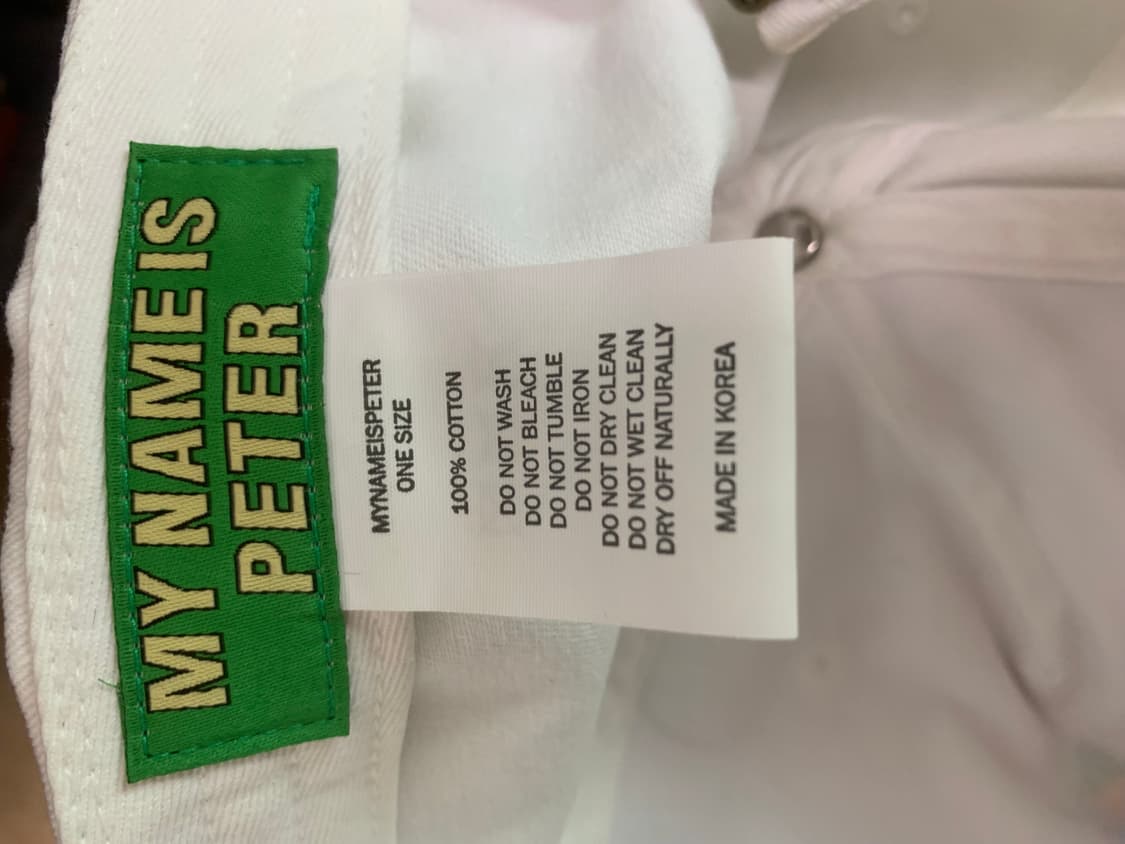 MY NAME IS
PETER
MYNAMEISPETER
ONE SIZE
100% COTTON
DO NOT WASH
DO NOT BLEACH
DO NOT TUMBLE
DO NOT IRON
DO NOT DRY CLEAN
DO NOT WET CLEAN
DRY OFF NATURALLY
MADE IN KOREA